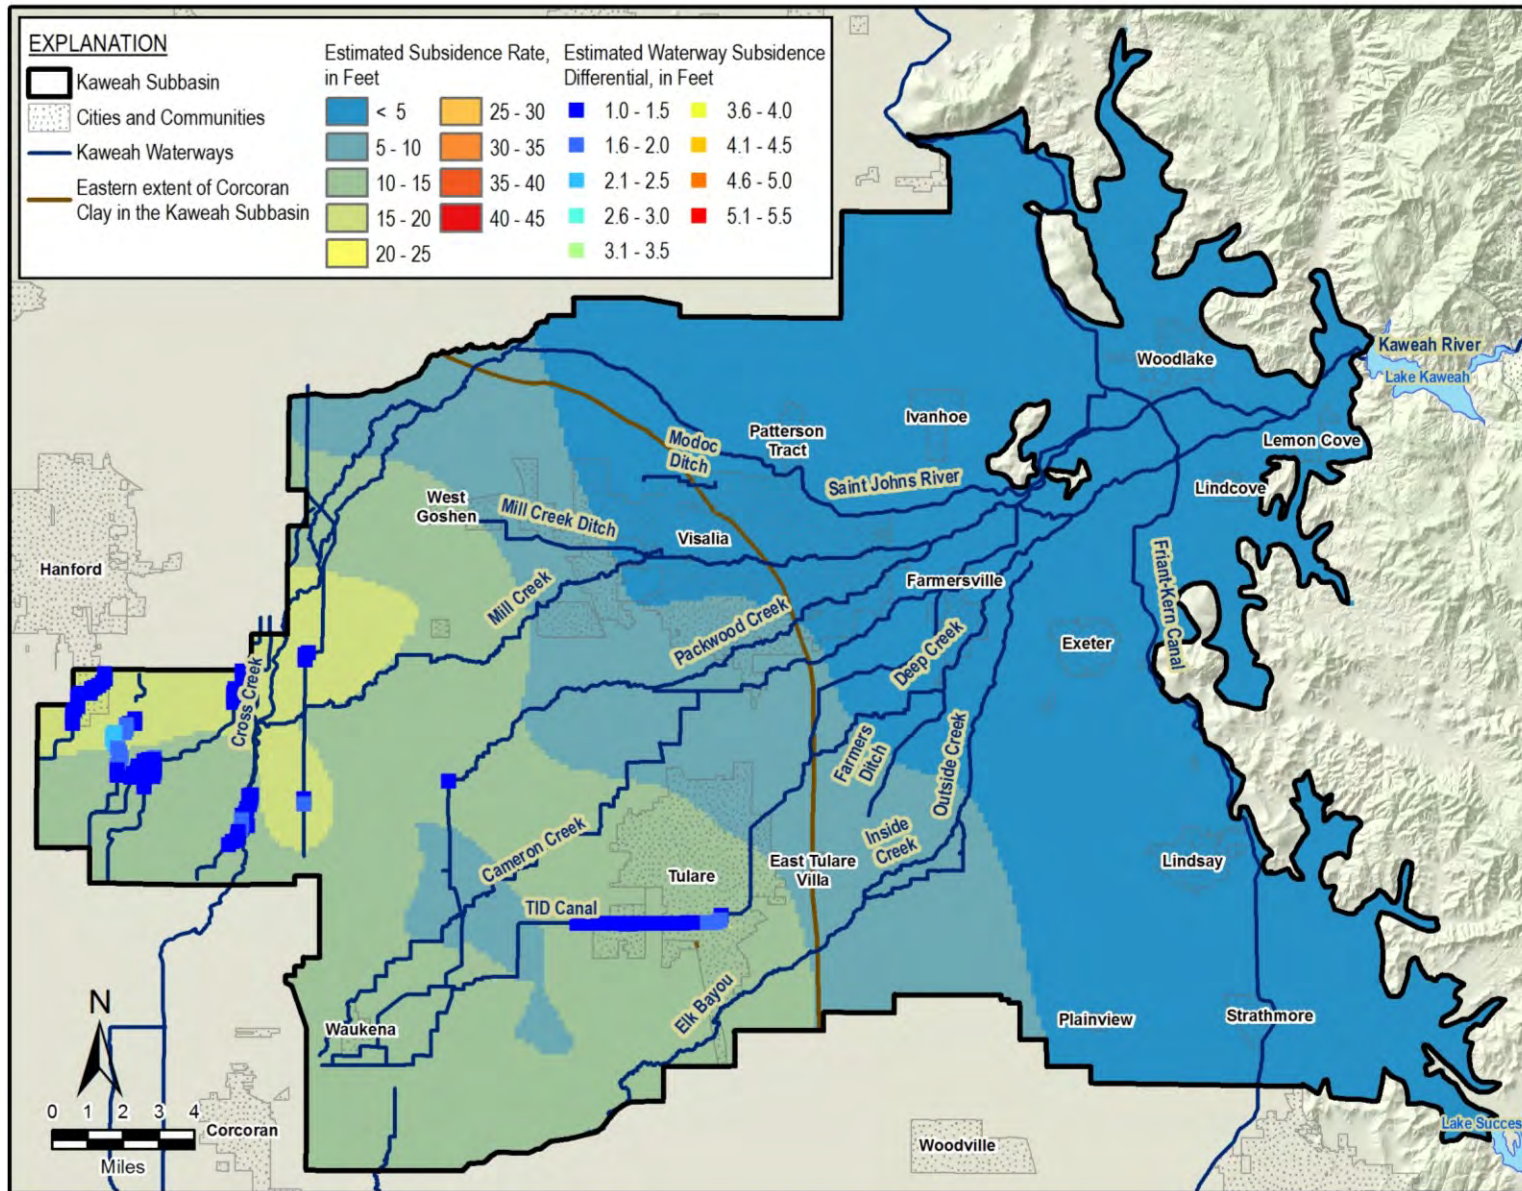 EXPLANATION
Kaweah Subbasin
Cities and Communities
Kaweah Waterways
Eastern extent of Corcoran
Clay in the Kaweah Subbasin
Estimated Subsidence Rate,
in Feet
< 5
5 - 10
10 - 15
15 - 20
20 - 25
25 - 30
30 - 35
35 - 40
40 - 45
Estimated Waterway Subsidence
Differential, in Feet
1.0 - 1.5
1.6 - 2.0
2.1 - 2.5
2.6 - 3.0
3.1 - 3.5
3.6 - 4.0
4.1 - 4.5
4.6 - 5.0
5.1 - 5.5
Kaweah River
Lake Kaweah
Woodlake
Ivanhoe
Patterson
Tract
Modoc
Ditch
Lemon Cove
Saint Johns River
Lindcove
West
Goshen
Mill Creek Ditch
Visalia
Hanford
Mill Creek
Farmersville
Friant-Kern Canal
Packwood Creek
Exeter
Deep Creek
Cross Creek
Farmers
Ditch
Outside Creek
Inside
Creek
Cameron Creek
Tulare
East Tulare
Villa
Lindsay
TID Canal
Elk Bayou
Waukena
Plainview
Strathmore
N
0 1 2 3 4
Miles
Corcoran
Woodville
Lake Succes